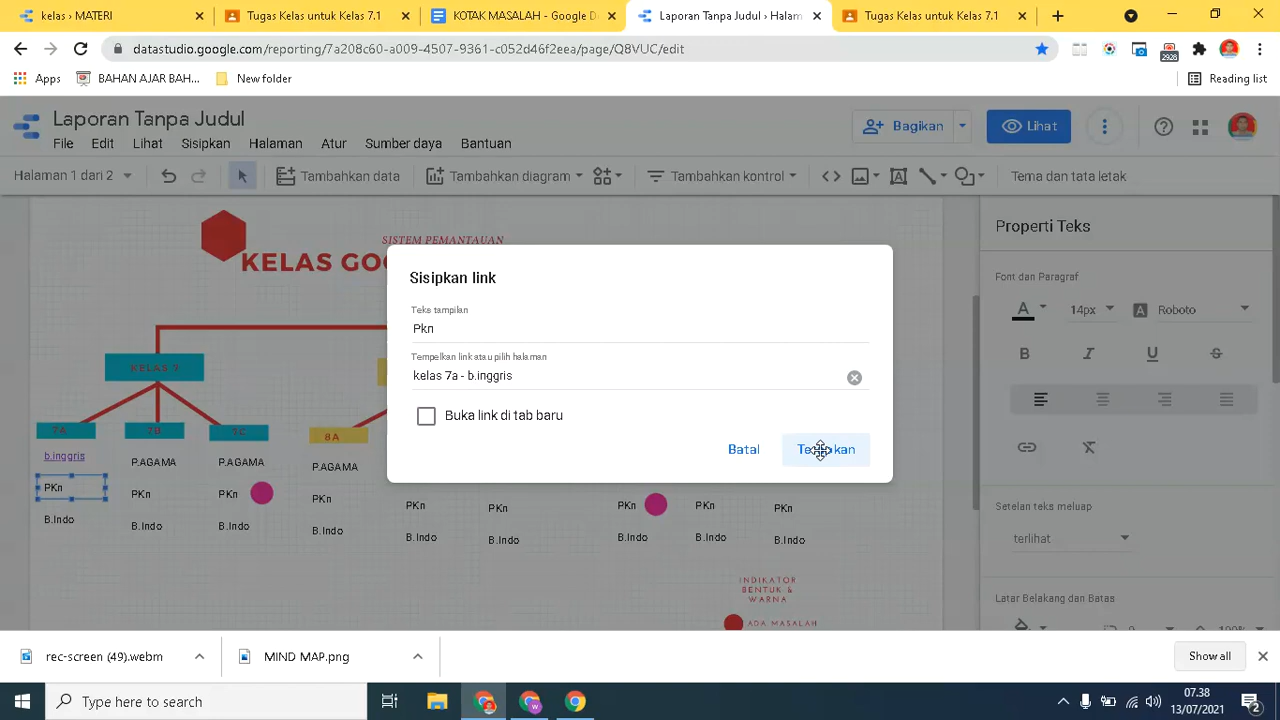 kelas › MATERI
Tugas Kelas untuk Kelas 7.1
KOTAK MASALAH - Google D
Laporan Tanpa Judul › Halam
Tugas Kelas untuk Kelas 7.1
datastudio.google.com/reporting/7a208c60-a009-4507-9361-c052d46f2eea/page/Q8VUC/edit
2926
Apps
BAHAN AJAR BAH...
New folder
Reading list
Laporan Tanpa Judul
Bagikan
Lihat
File Edit Lihat Sisipkan Halaman Atur Sumber daya Bantuan
Halaman 1 dari 2
Tambahkan data
Tambahkan diagram
Tambahkan kontrol
Tema dan tata letak
SISTEM PEMANTAUAN
KELAS GOO
Properti Teks
Font dan Paragraf
A 14px A Roboto
B I U S
Setelan teks meluap
terlihat
Latar Belakang dan Batas
Sisipkan link
Teks tampilan
Pkn
Tempelkan link atau pilih halaman
kelas 7a - b.inggris
Buka link di tab baru
Batal
KELAS 7
7A 7B 7C 8A
b.inggris P.AGAMA P.AGAMA P.AGAMA
PKn PKn PKn PKn PKn PKn PKn PKn PKn
B.Indo B.Indo B.Indo B.Indo B.Indo B.Indo B.Indo B.Indo B.Indo
INDIKATOR
BENTUK &
WARNA
ADA MASALAH
rec-screen (49).webm
MIND MAP.png
Show all
Type here to search
07.38
13/07/2021
2